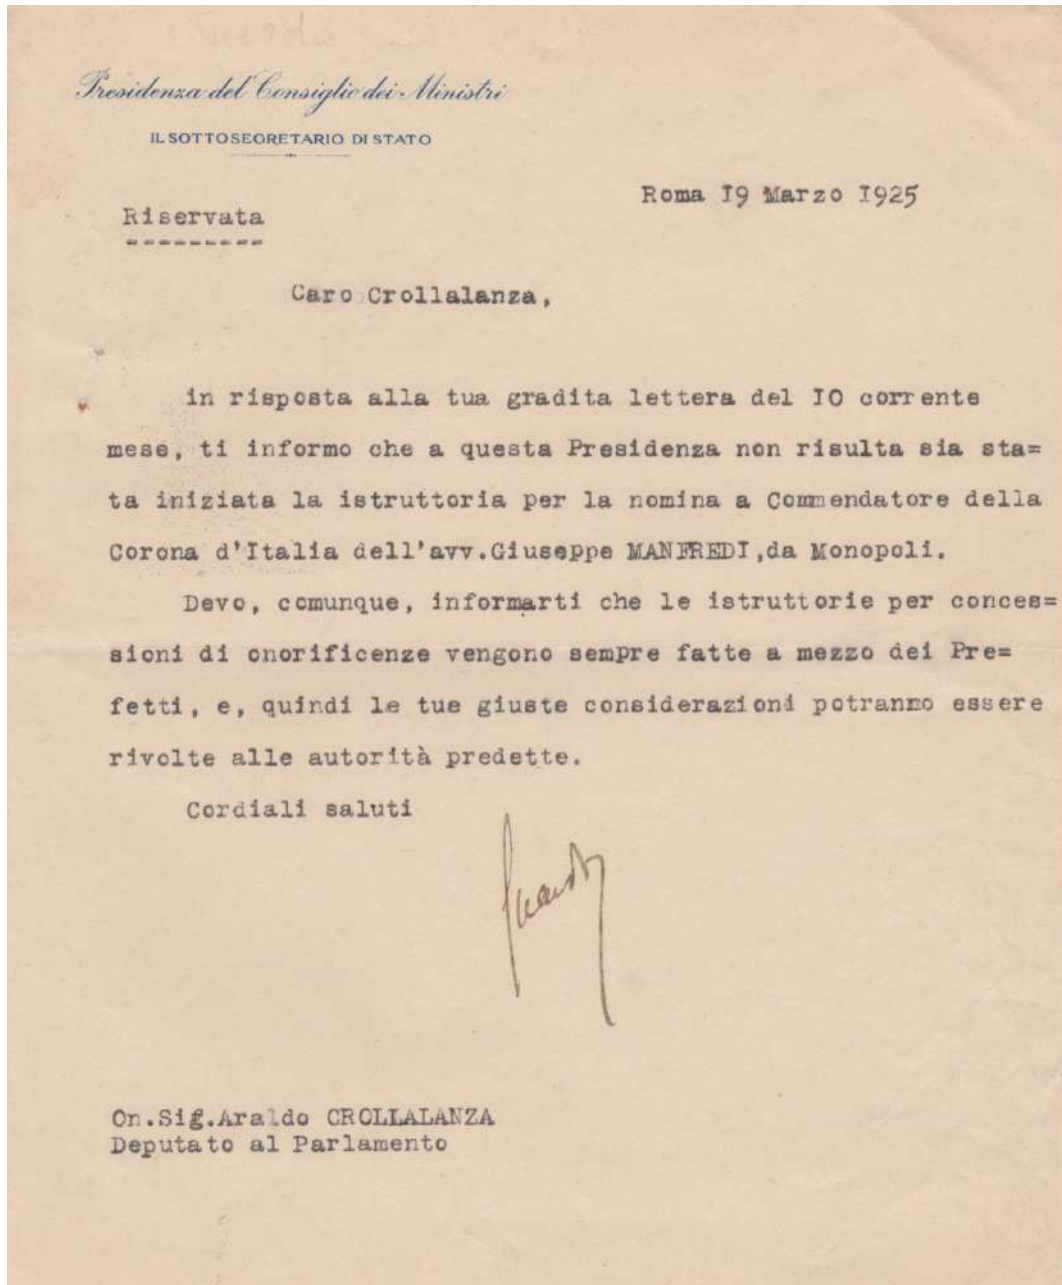 Presidenza del Consiglio dei Ministri
IL SOTTOSEGRETARIO DI STATO
Roma I9 Marzo I925
Riservata
Caro Crollalanza,
in risposta alla tua gradita lettera del IO corrente
mese, ti informo che a questa Presidenza non risulta sia sta=
ta iniziata la istruttoria per la nomina a Commendatore della
Corona d'Italia dell'avv.Giuseppe MANFREDI,da Monopoli.
Devo, comunque, informarti che le istruttorie per conces=
sioni di onorificenze vengono sempre fatte a mezzo dei Pre=
fetti, e, quindi le tue giuste considerazioni potranno essere
rivolte alle autorità predette.
Cordiali saluti
On.Sig.Araldo CROLLALANZA
Deputato al Parlamento